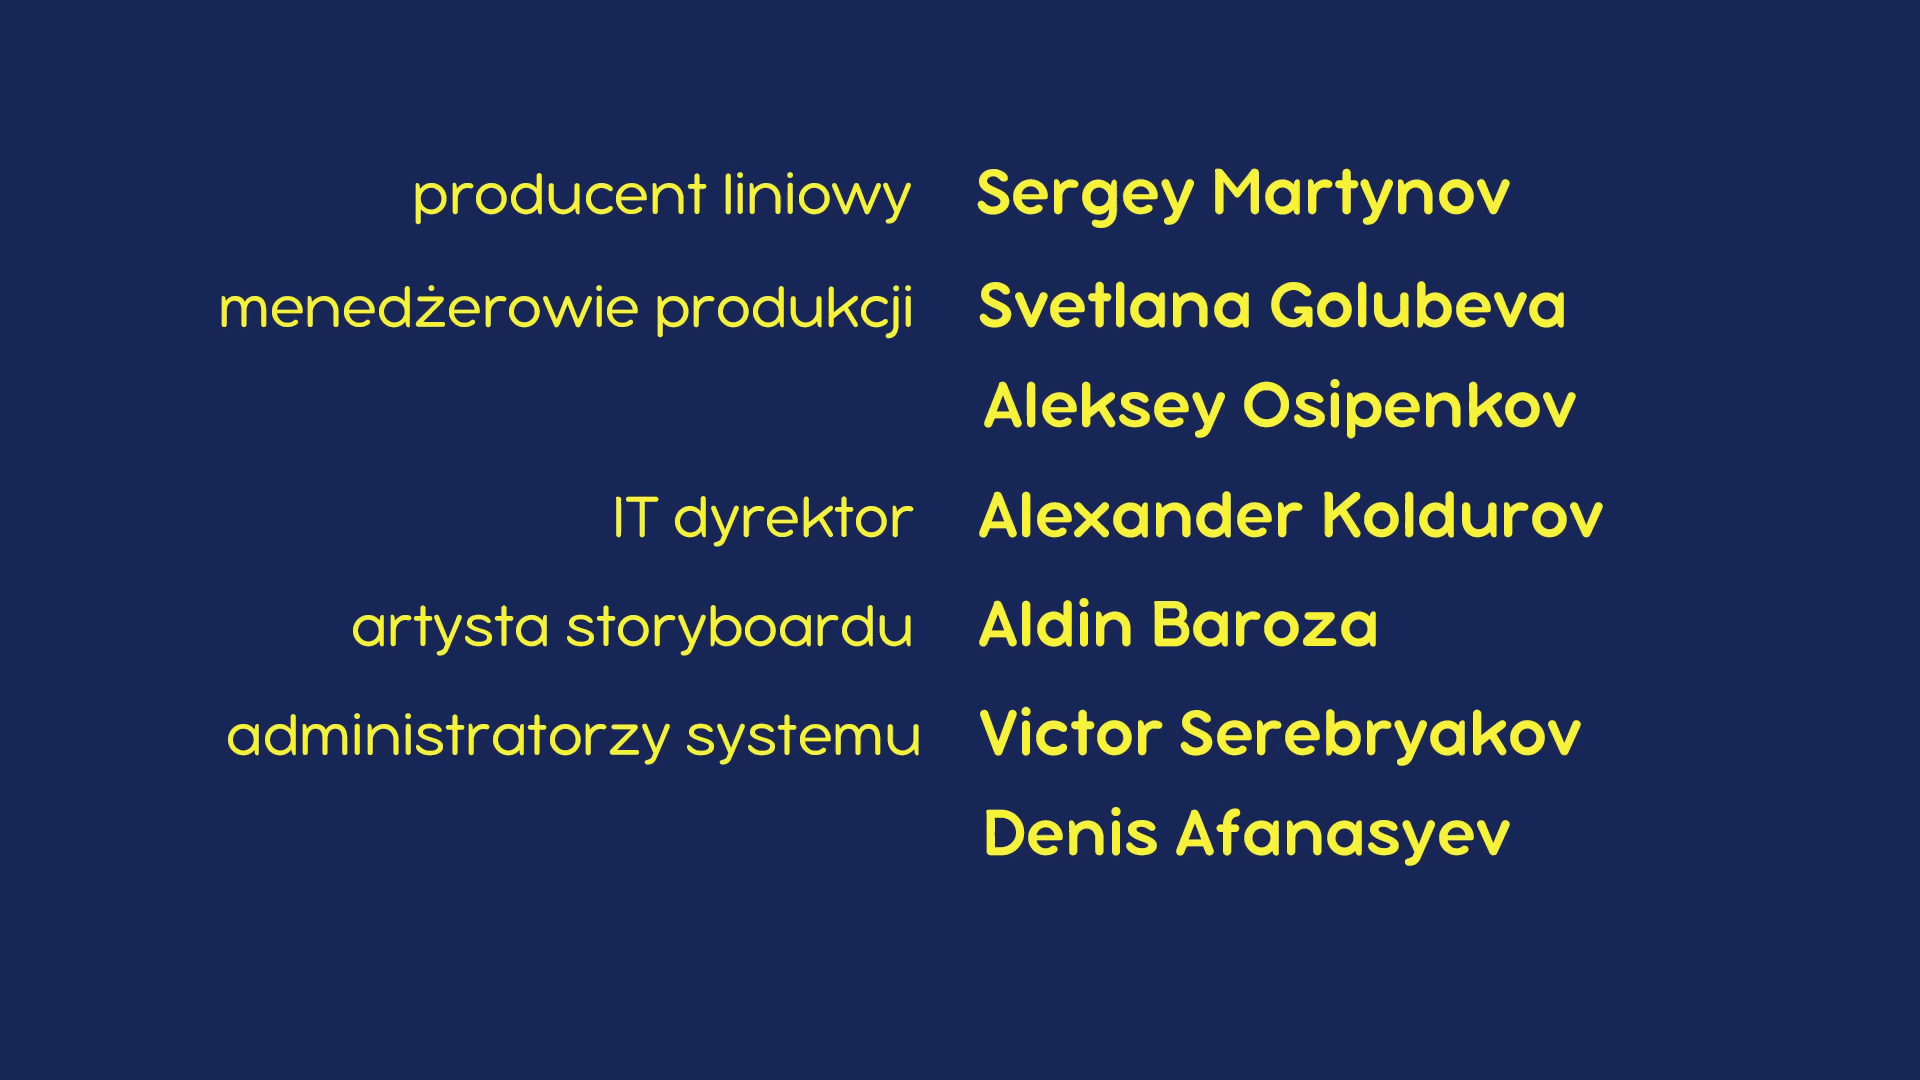 producent liniowy Sergey Martynov
menedżerowie produkcji Svetlana Golubeva
Aleksey Osipenkov
IT dyrektor Alexander Koldurov
artysta storyboardu Aldin Baroza
administratorzy systemu Victor Serebryakov
Denis Afanasyev